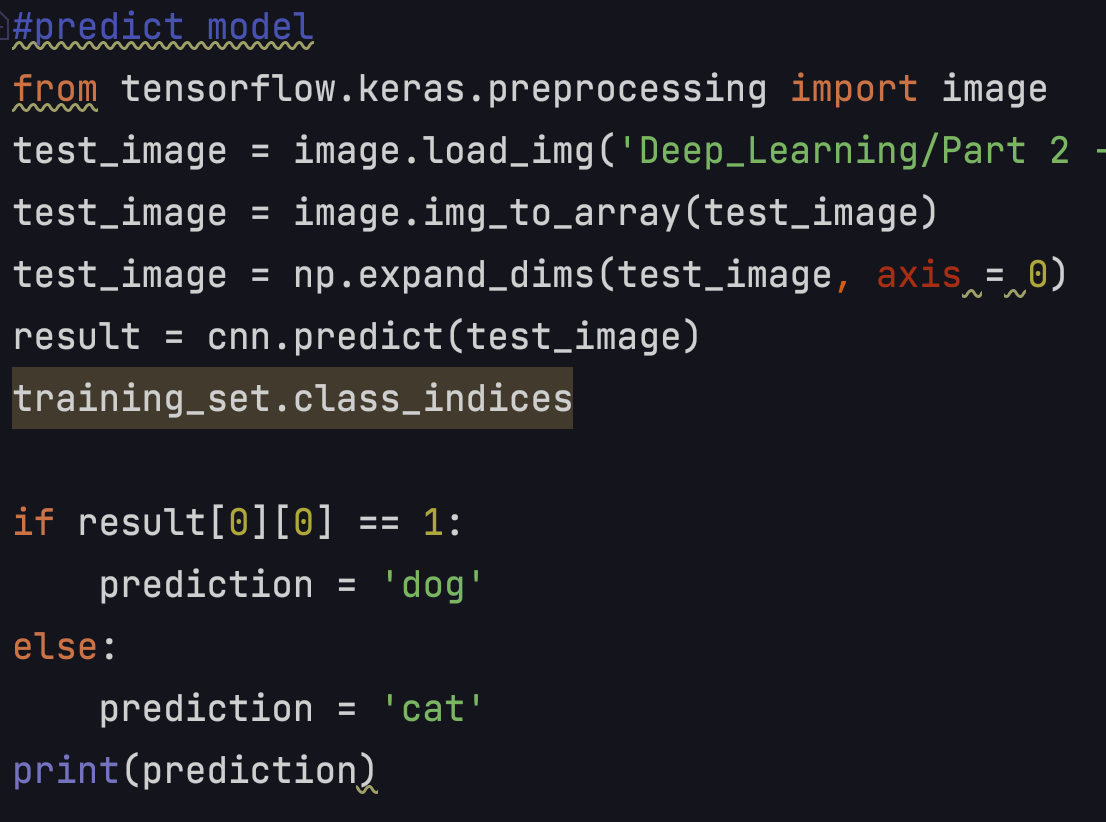 #predict model
from tensorflow.keras.preprocessing import image
test_image = image.load_img('Deep_Learning/Part 2 -
test_image = image.img_to_array(test_image)
test_image = np.expand_dims(test_image, axis = 0)
result = cnn.predict(test_image)
training_set.class_indices

if result[0][0] == 1:
    prediction = 'dog'
else:
    prediction = 'cat'
print(prediction)